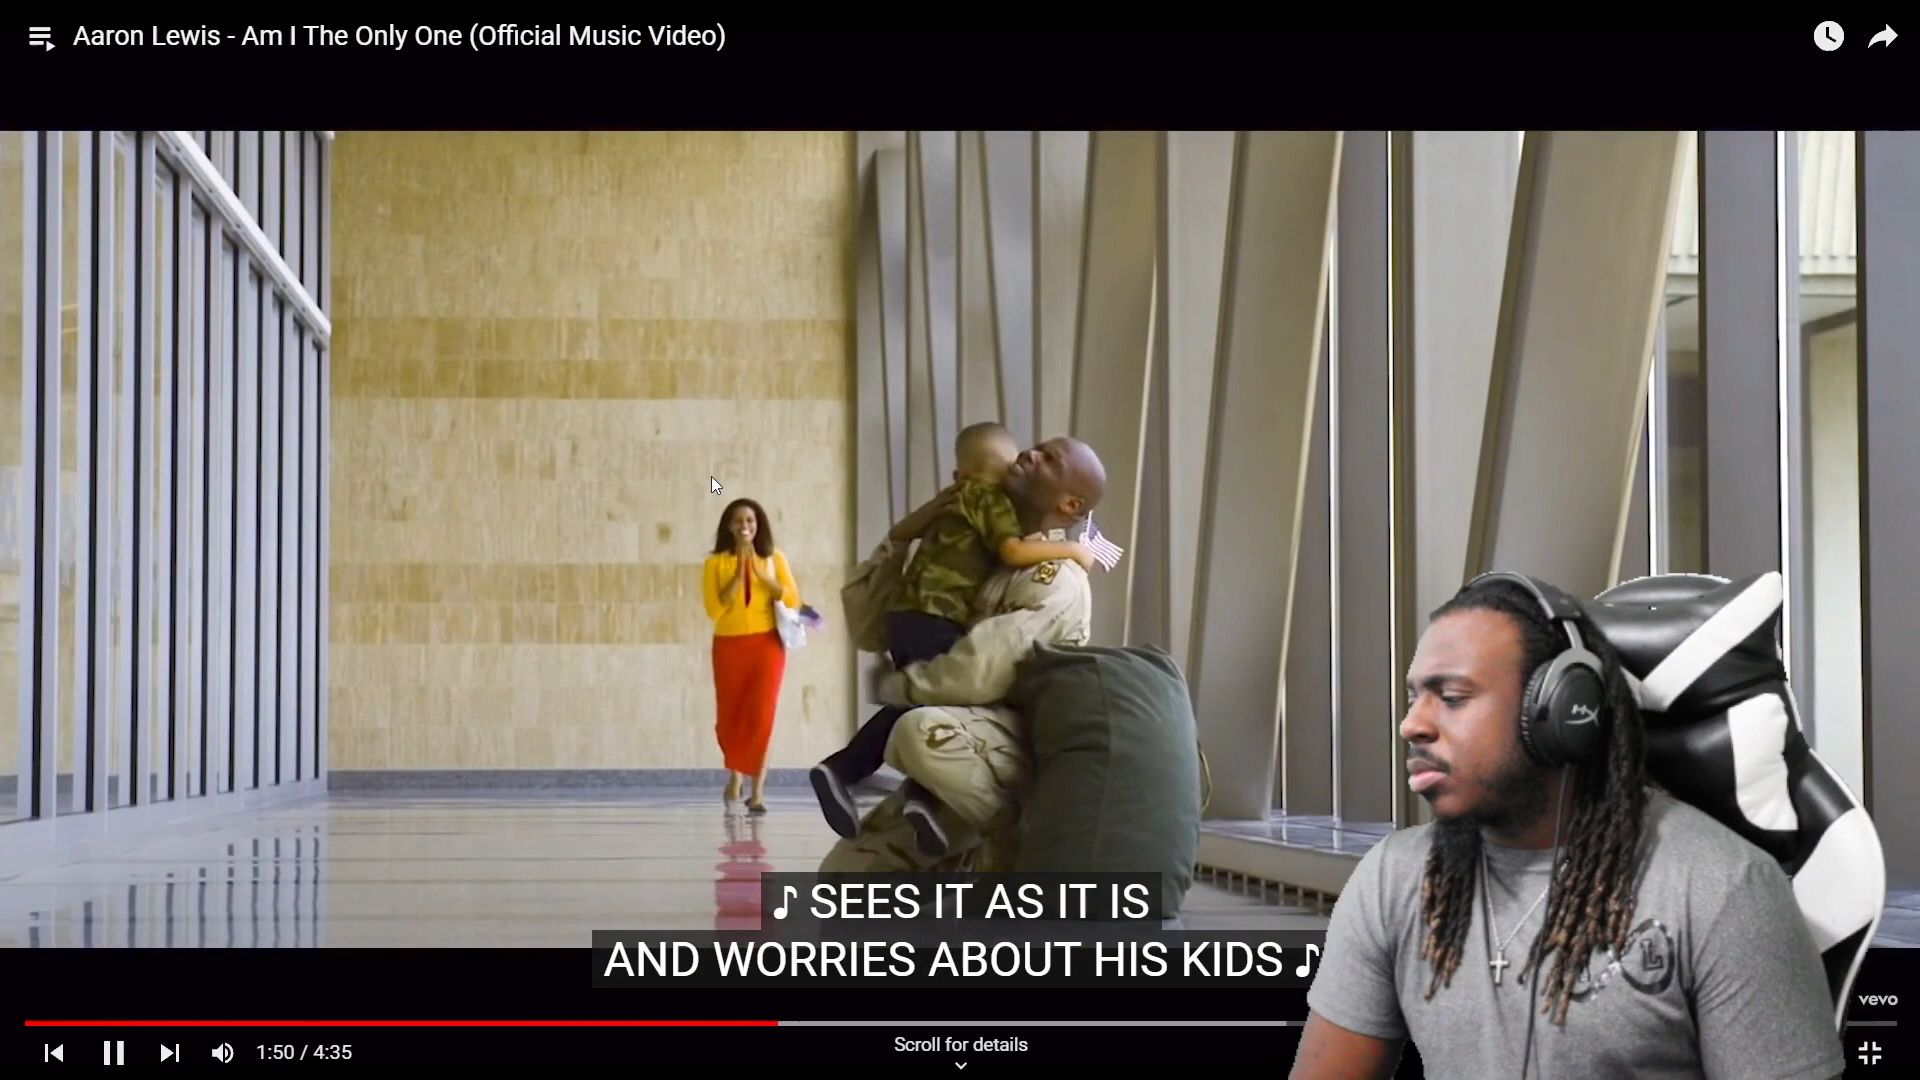 Aaron Lewis - Am I The Only One (Official Music Video)
♪ SEES IT AS IT IS
AND WORRIES ABOUT HIS KIDS ♪
vevo
Scroll for details
1:50 / 4:35